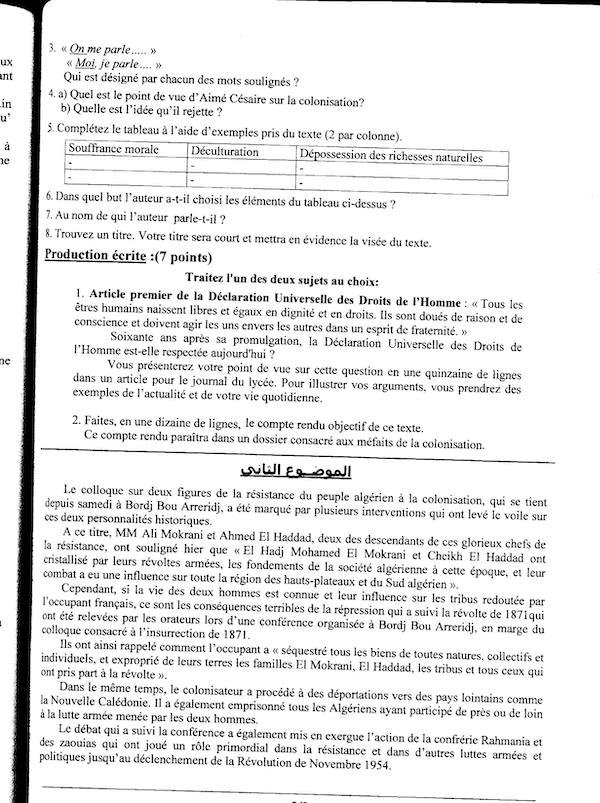 ux
ant
in
u'
à
ne
ne
3. « On me parle..... »
« Moi, je parle.... »
Qui est désigné par chacun des mots soulignés ?
4. a) Quel est le point de vue d'Aimé Césaire sur la colonisation?
b) Quelle est l'idée qu'il rejette ?
5. Complétez le tableau à l'aide d'exemples pris du texte (2 par colonne).
Souffrance morale Déculturation Dépossession des richesses naturelles
- - -
- - -
6. Dans quel but l'auteur a-t-il choisi les éléments du tableau ci-dessus ?
7. Au nom de qui l'auteur parle-t-il ?
8. Trouvez un titre. Votre titre sera court et mettra en évidence la visée du texte.
Production écrite :(7 points)
Traitez l'un des deux sujets au choix:
1. Article premier de la Déclaration Universelle des Droits de l'Homme : « Tous les
êtres humains naissent libres et égaux en dignité et en droits. Ils sont doués de raison et de
conscience et doivent agir les uns envers les autres dans un esprit de fraternité. »
Soixante ans après sa promulgation, la Déclaration Universelle des Droits de
l'Homme est-elle respectée aujourd'hui ?
Vous présenterez votre point de vue sur cette question en une quinzaine de lignes
dans un article pour le journal du lycée. Pour illustrer vos arguments, vous prendrez des
exemples de l'actualité et de votre vie quotidienne.
2. Faites, en une dizaine de lignes, le compte rendu objectif de ce texte.
Ce compte rendu paraîtra dans un dossier consacré aux méfaits de la colonisation.
الموضــوع الثاني
Le colloque sur deux figures de la résistance du peuple algérien à la colonisation, qui se tient
depuis samedi à Bordj Bou Arreridj, a été marqué par plusieurs interventions qui ont levé le voile sur
ces deux personnalités historiques.
A ce titre, MM Ali Mokrani et Ahmed El Haddad, deux des descendants de ces glorieux chefs de
la résistance, ont souligné hier que « El Hadj Mohamed El Mokrani et Cheikh El Haddad ont
cristallisé par leurs révoltes armées, les fondements de la société algérienne à cette époque, et leur
combat a eu une influence sur toute la région des hauts-plateaux et du Sud algérien ».
Cependant, si la vie des deux hommes est connue et leur influence sur les tribus redoutée par
l'occupant français, ce sont les conséquences terribles de la répression qui a suivi la révolte de 1871qui
ont été relevées par les orateurs lors d'une conférence organisée à Bordj Bou Arreridj, en marge du
colloque consacré à l'insurrection de 1871.
Ils ont ainsi rappelé comment l'occupant a « séquestré tous les biens de toutes natures, collectifs et
individuels, et exproprié de leurs terres les familles El Mokrani, El Haddad, les tribus et tous ceux qui
ont pris part à la révolte ».
Dans le même temps, le colonisateur a procédé à des déportations vers des pays lointains comme
la Nouvelle Calédonie. Il a également emprisonné tous les Algériens ayant participé de près ou de loin
à la lutte armée menée par les deux hommes.
Le débat qui a suivi la conférence a également mis en exergue l'action de la confrérie Rahmania et
des zaouias qui ont joué un rôle primordial dans la résistance et dans d'autres luttes armées et
politiques jusqu'au déclenchement de la Révolution de Novembre 1954.